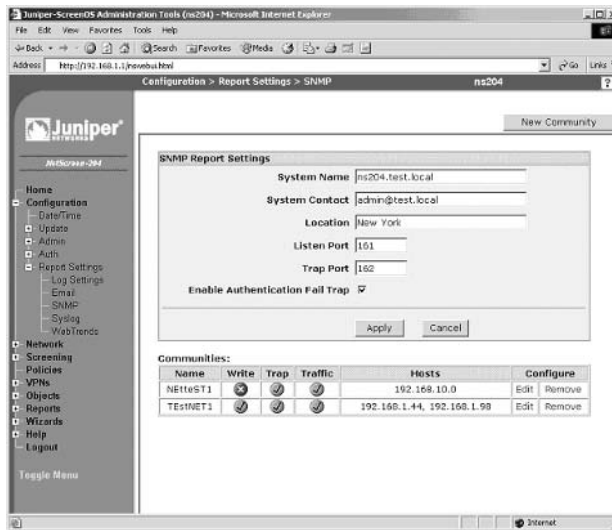 Juniper-ScreenOS Administration Tools (ns204) - Microsoft Internet Explorer
File Edit View Favorites Tools Help
Back Search Favorites Media
Address http://192.168.1.1/nswebui.html Go Links
Configuration > Report Settings > SNMP ns204 ?
Juniper
NETWORKS
NetScreen-204
Home
Configuration
Date/Time
Update
Admin
Auth
Report Settings
Log Settings
Email
SNMP
Syslog
WebTrends
Network
Screening
Policies
VPNs
Objects
Reports
Wizards
Help
Logout
Toggle Menu
New Community
SNMP Report Settings
System Name ns204.test.local
System Contact admin@test.local
Location New York
Listen Port 161
Trap Port 162
Enable Authentication Fail Trap
Apply Cancel
Communities:
Name Write Trap Traffic Hosts Configure
NEtteST1 192.168.10.0 Edit Remove
TEstNET1 192.168.1.44, 192.168.1.98 Edit Remove
Internet